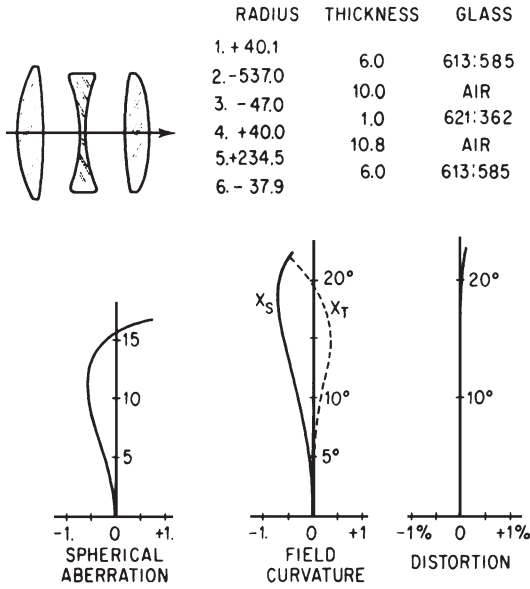 RADIUS THICKNESS GLASS
1. + 40.1
6.0 613:585
2.-537.0
10.0 AIR
3. - 47.0
1.0 621:362
4. + 40.0
10.8 AIR
5.+234.5
6.0 613:585
6.- 37.9
15
10
5
-1. 0 +1.
SPHERICAL
ABERRATION
20°
Xs XT
10°
5°
-1. 0 +1.
FIELD
CURVATURE
20°
10°
-1% 0 +1%
DISTORTION